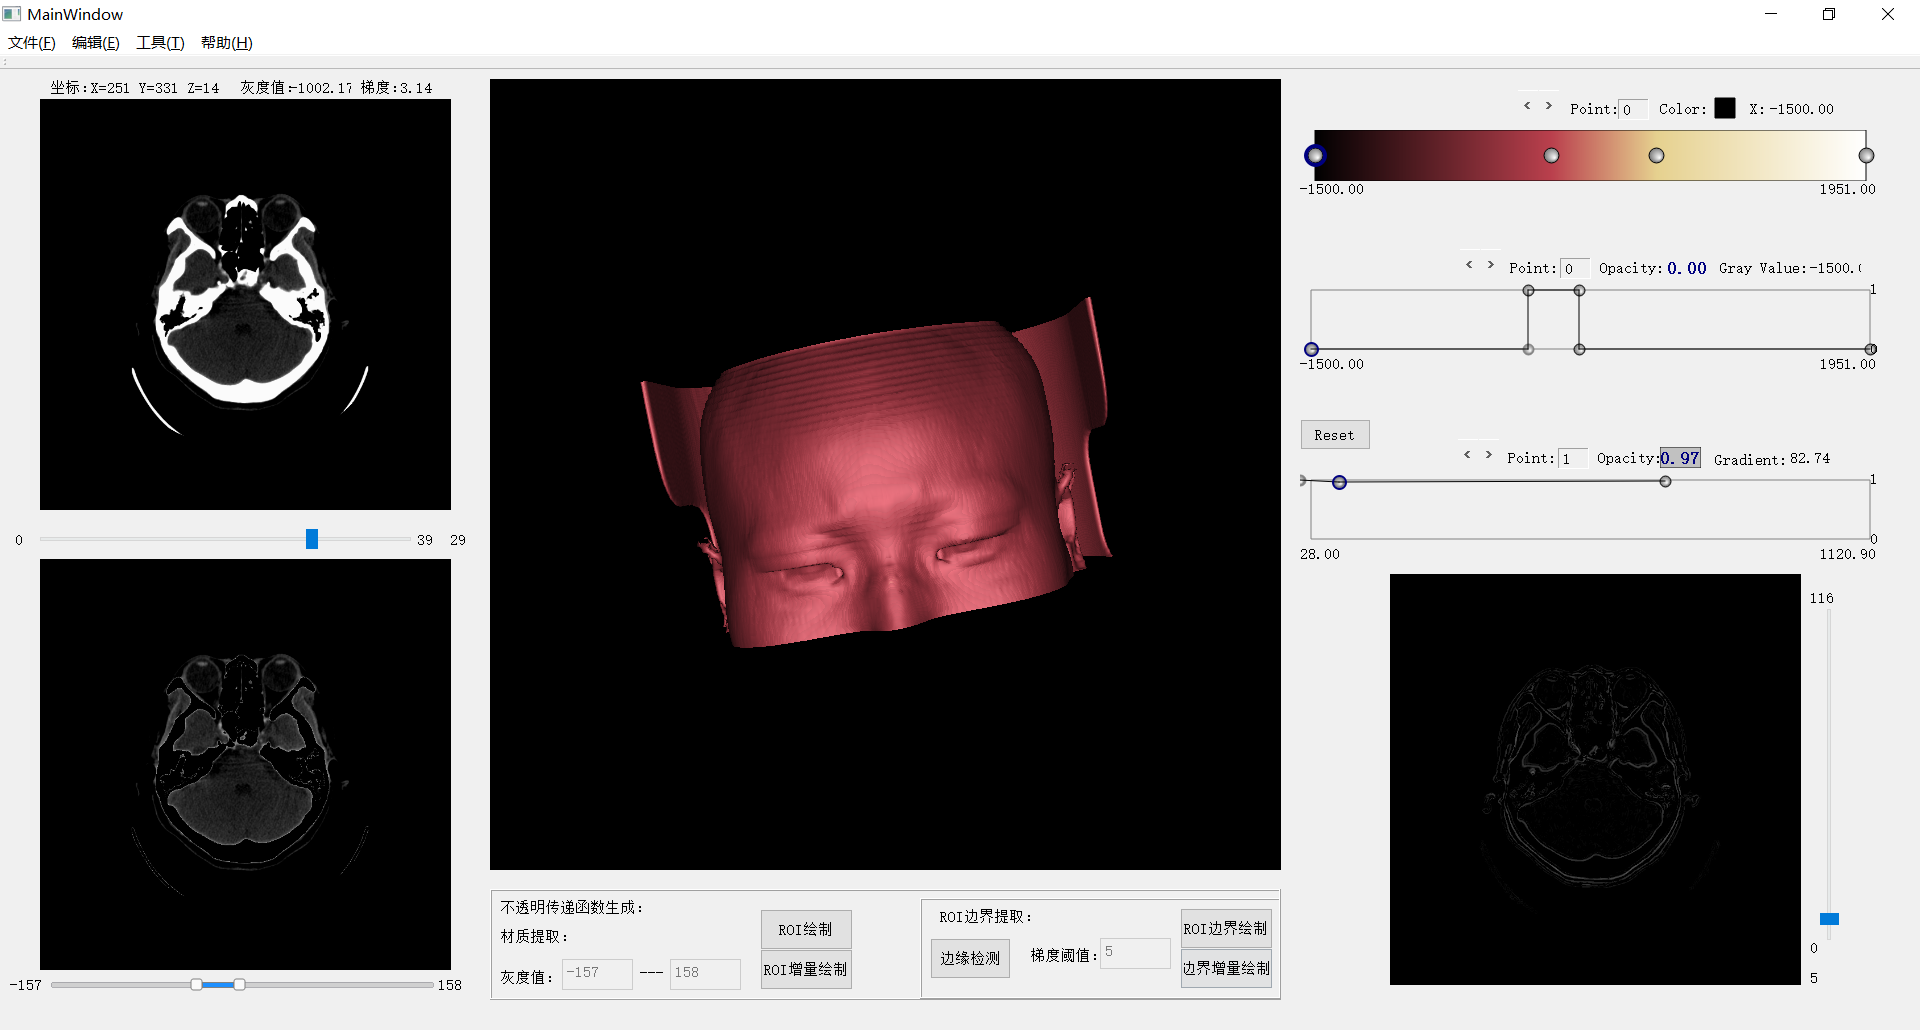 MainWindow
文件(F) 编辑(E) 工具(T) 帮助(H)
坐标:X=251 Y=331 Z=14 灰度值:-1002.17 梯度:3.14
0 39 29
-157 158
< > Point: 0 Color: X: -1500.00
-1500.00 1951.00
< > Point: 0 Opacity: 0.00 Gray Value:-1500.
1
0
-1500.00 1951.00
Reset
< > Point: 1 Opacity: 0.97 Gradient: 82.74
1
0
28.00 1120.90
116
0
5
不透明传递函数生成:
材质提取:
灰度值: -157 --- 158
ROI绘制
ROI增量绘制
ROI边界提取:
边缘检测 梯度阈值: 5
ROI边界绘制
边界增量绘制